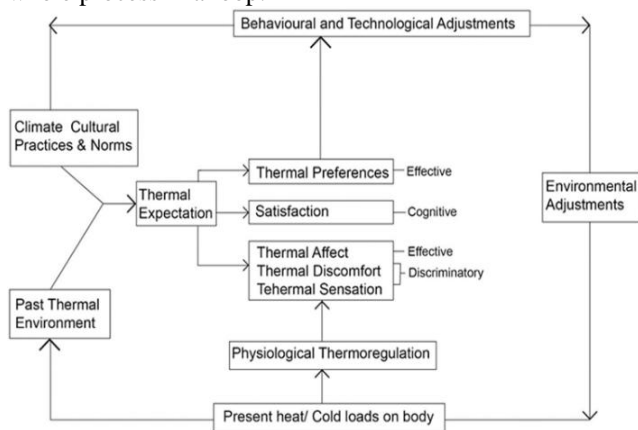 Behavioural and Technological Adjustments
Climate Cultural
Practices & Norms
Thermal
Expectation
Thermal Preferences
Effective
Satisfaction
Cognitive
Thermal Affect
Thermal Discomfort
Tehermal Sensation
Effective
Discriminatory
Environmental
Adjustments
Past Thermal
Environment
Physiological Thermoregulation
Present heat/ Cold loads on body